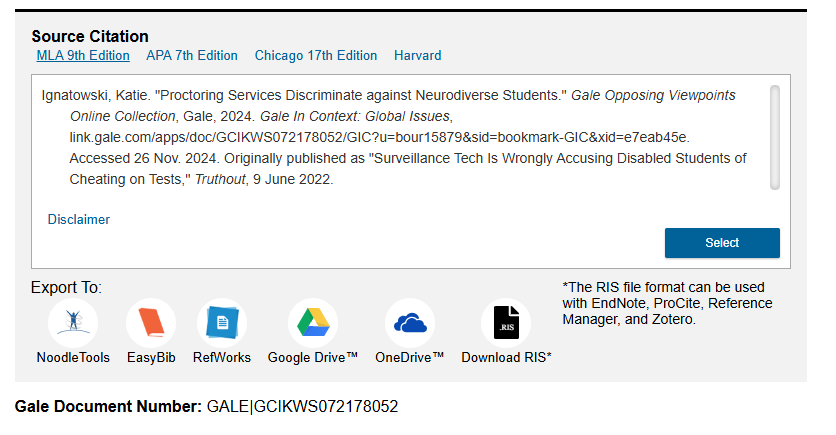 Source Citation
MLA 9th Edition APA 7th Edition Chicago 17th Edition Harvard
Ignatowski, Katie. "Proctoring Services Discriminate against Neurodiverse Students." Gale Opposing Viewpoints
Online Collection, Gale, 2024. Gale In Context: Global Issues,
link.gale.com/apps/doc/GCIKWS072178052/GIC?u=bour15879&sid=bookmark-GIC&xid=e7eab45e.
Accessed 26 Nov. 2024. Originally published as "Surveillance Tech Is Wrongly Accusing Disabled Students of
Cheating on Tests," Truthout, 9 June 2022.
Disclaimer
Select
Export To:
NoodleTools EasyBib RefWorks Google Drive™ OneDrive™ .RIS Download RIS*
*The RIS file format can be used
with EndNote, ProCite, Reference
Manager, and Zotero.
Gale Document Number: GALE|GCIKWS072178052